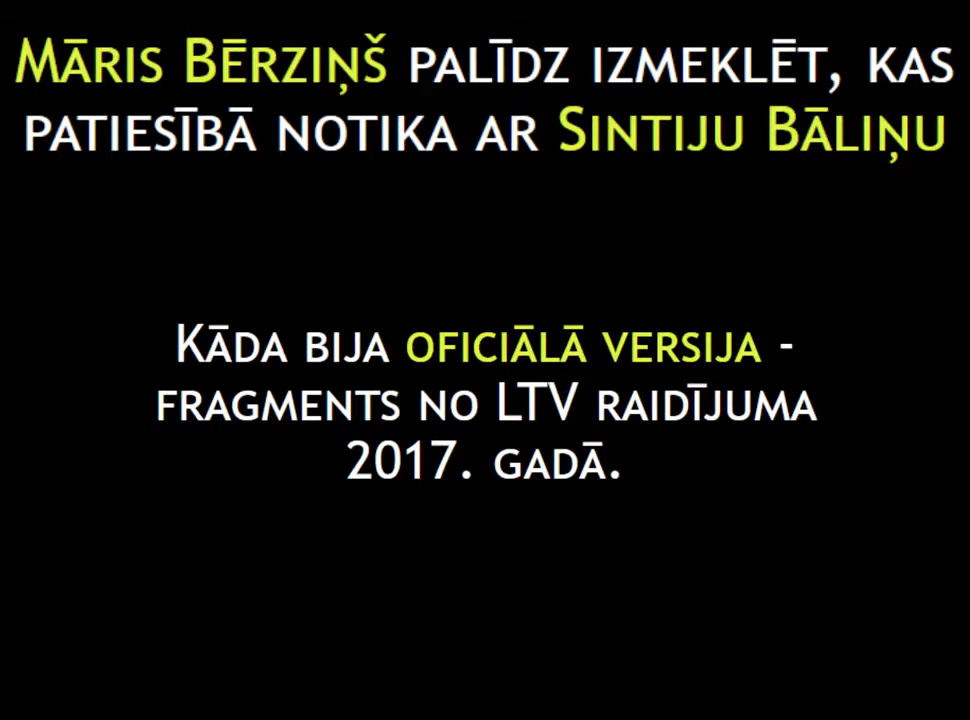 Māris Bērziņš palīdz izmeklēt, kas
patiesībā notika ar Sintiju Bāliņu
Kāda bija oficiālā versija -
fragments no LTV raidījuma
2017. gadā.